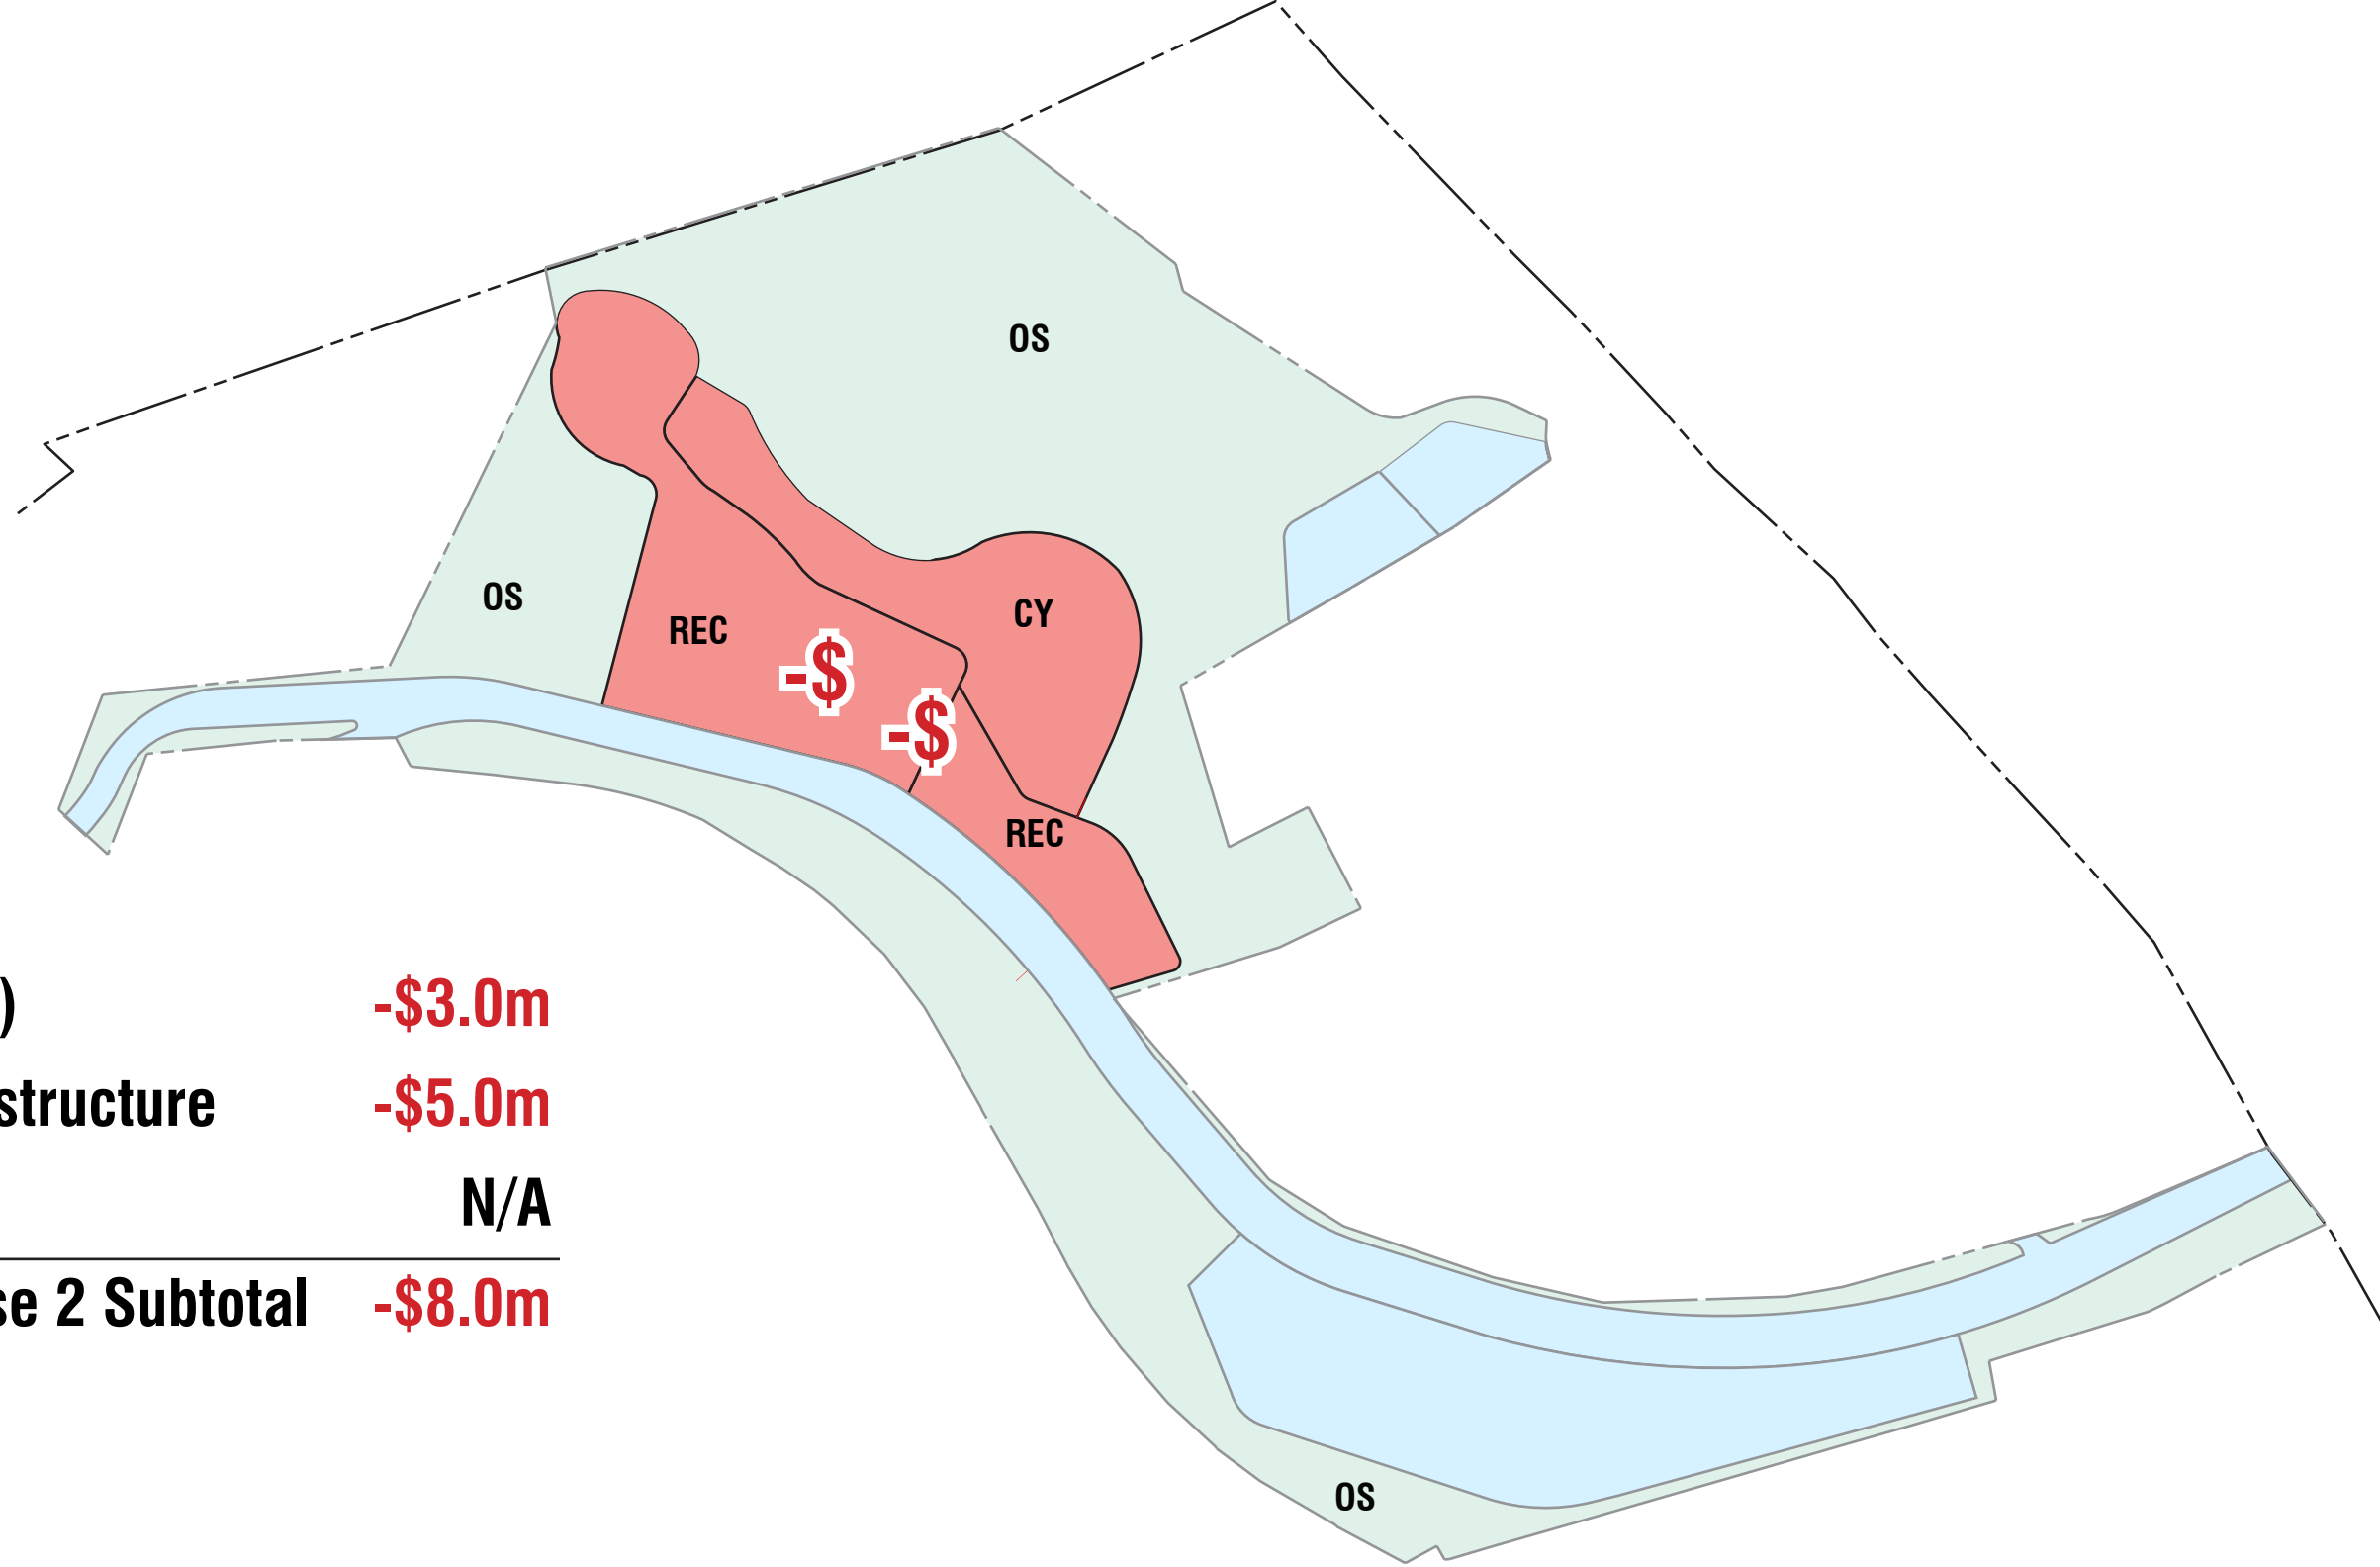 OS
OS
CY
REC
-$
-$
REC
) -$3.0m
structure -$5.0m
N/A
se 2 Subtotal -$8.0m
OS